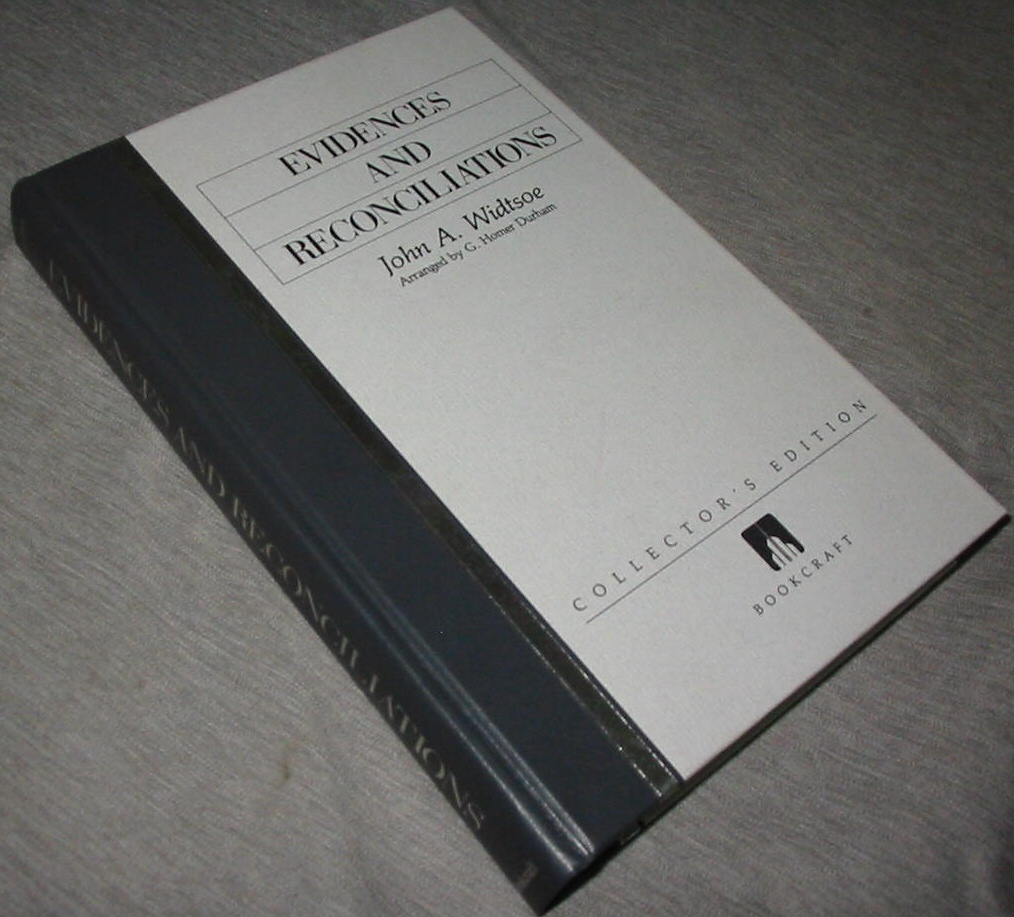 EVIDENCES
AND
RECONCILIATIONS
John A. Widtsoe
Arranged by G. Homer Durham
COLLECTOR'S EDITION
BOOKCRAFT
EVIDENCES AND RECONCILIATIONS